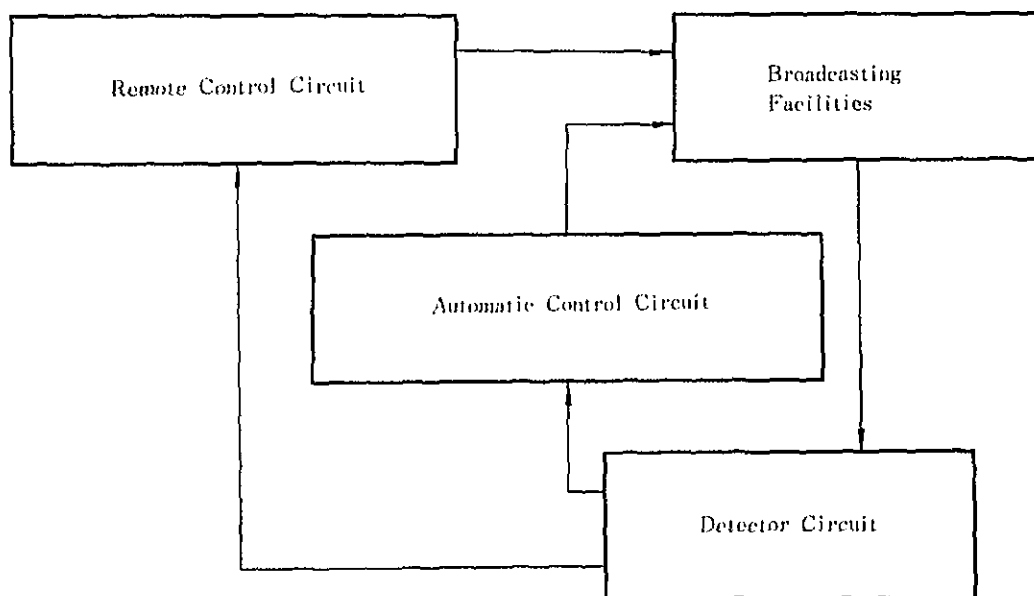 Remote Control Circuit
Broadcasting
Facilities
Automatic Control Circuit
Detector Circuit